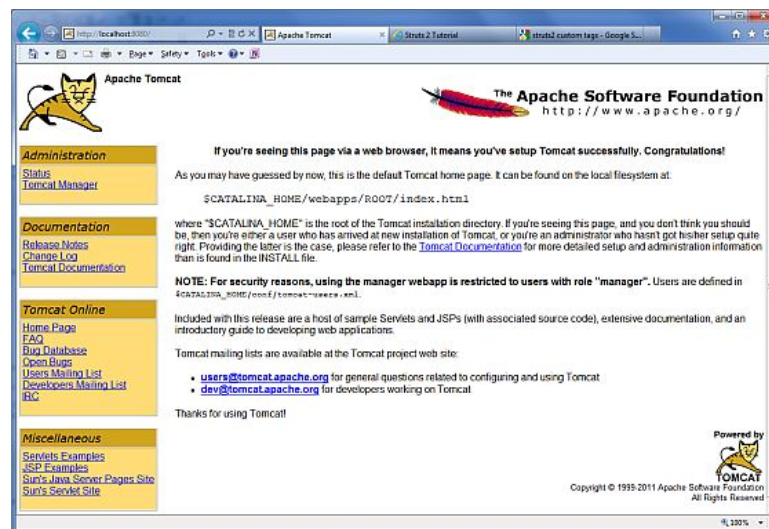 http://localhost:8080/
Apache Tomcat
Struts 2 Tutorial
struts2 custom tags - Google S...
Page
Safety
Tools
Apache Tomcat
The Apache Software Foundation
http://www.apache.org/
Administration
Status
Tomcat Manager
Documentation
Release Notes
Change Log
Tomcat Documentation
Tomcat Online
Home Page
FAQ
Bug Database
Open Bugs
Users Mailing List
Developers Mailing List
IRC
Miscellaneous
Servlets Examples
JSP Examples
Sun's Java Server Pages Site
Sun's Servlet Site
If you're seeing this page via a web browser, it means you've setup Tomcat successfully. Congratulations!
As you may have guessed by now, this is the default Tomcat home page. It can be found on the local filesystem at:
$CATALINA_HOME/webapps/ROOT/index.html
where "$CATALINA_HOME" is the root of the Tomcat installation directory. If you're seeing this page, and you don't think you should
be, then you're either a user who has arrived at new installation of Tomcat, or you're an administrator who hasn't got his/her setup quite
right. Providing the latter is the case, please refer to the Tomcat Documentation for more detailed setup and administration information
than is found in the INSTALL file.
NOTE: For security reasons, using the manager webapp is restricted to users with role "manager". Users are defined in
$CATALINA_HOME/conf/tomcat-users.xml.
Included with this release are a host of sample Servlets and JSPs (with associated source code), extensive documentation, and an
introductory guide to developing web applications.
Tomcat mailing lists are available at the Tomcat project web site:
users@tomcat.apache.org for general questions related to configuring and using Tomcat
dev@tomcat.apache.org for developers working on Tomcat
Thanks for using Tomcat!
Powered by
TOMCAT
Copyright © 1999-2011 Apache Software Foundation
All Rights Reserved
100%